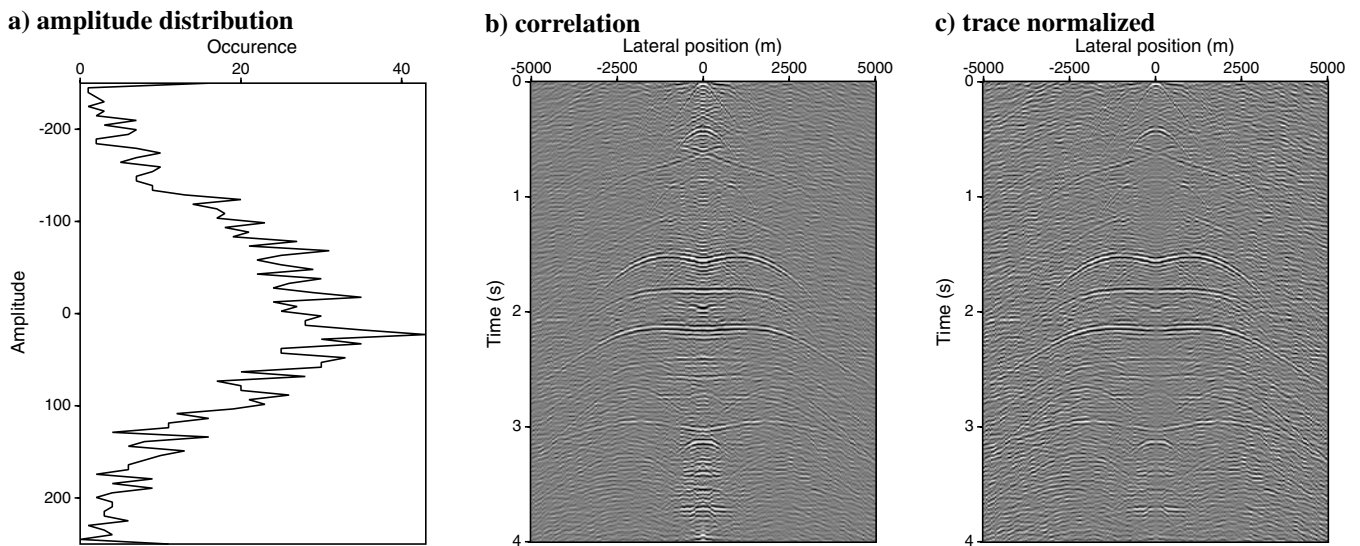 a) amplitude distribution
Occurence
0 20 40
-200
-100
0
100
200
Amplitude
b) correlation
Lateral position (m)
-5000 -2500 0 2500 5000
0
1
2
3
4
Time (s)
c) trace normalized
Lateral position (m)
-5000 -2500 0 2500 5000
0
1
2
3
4
Time (s)